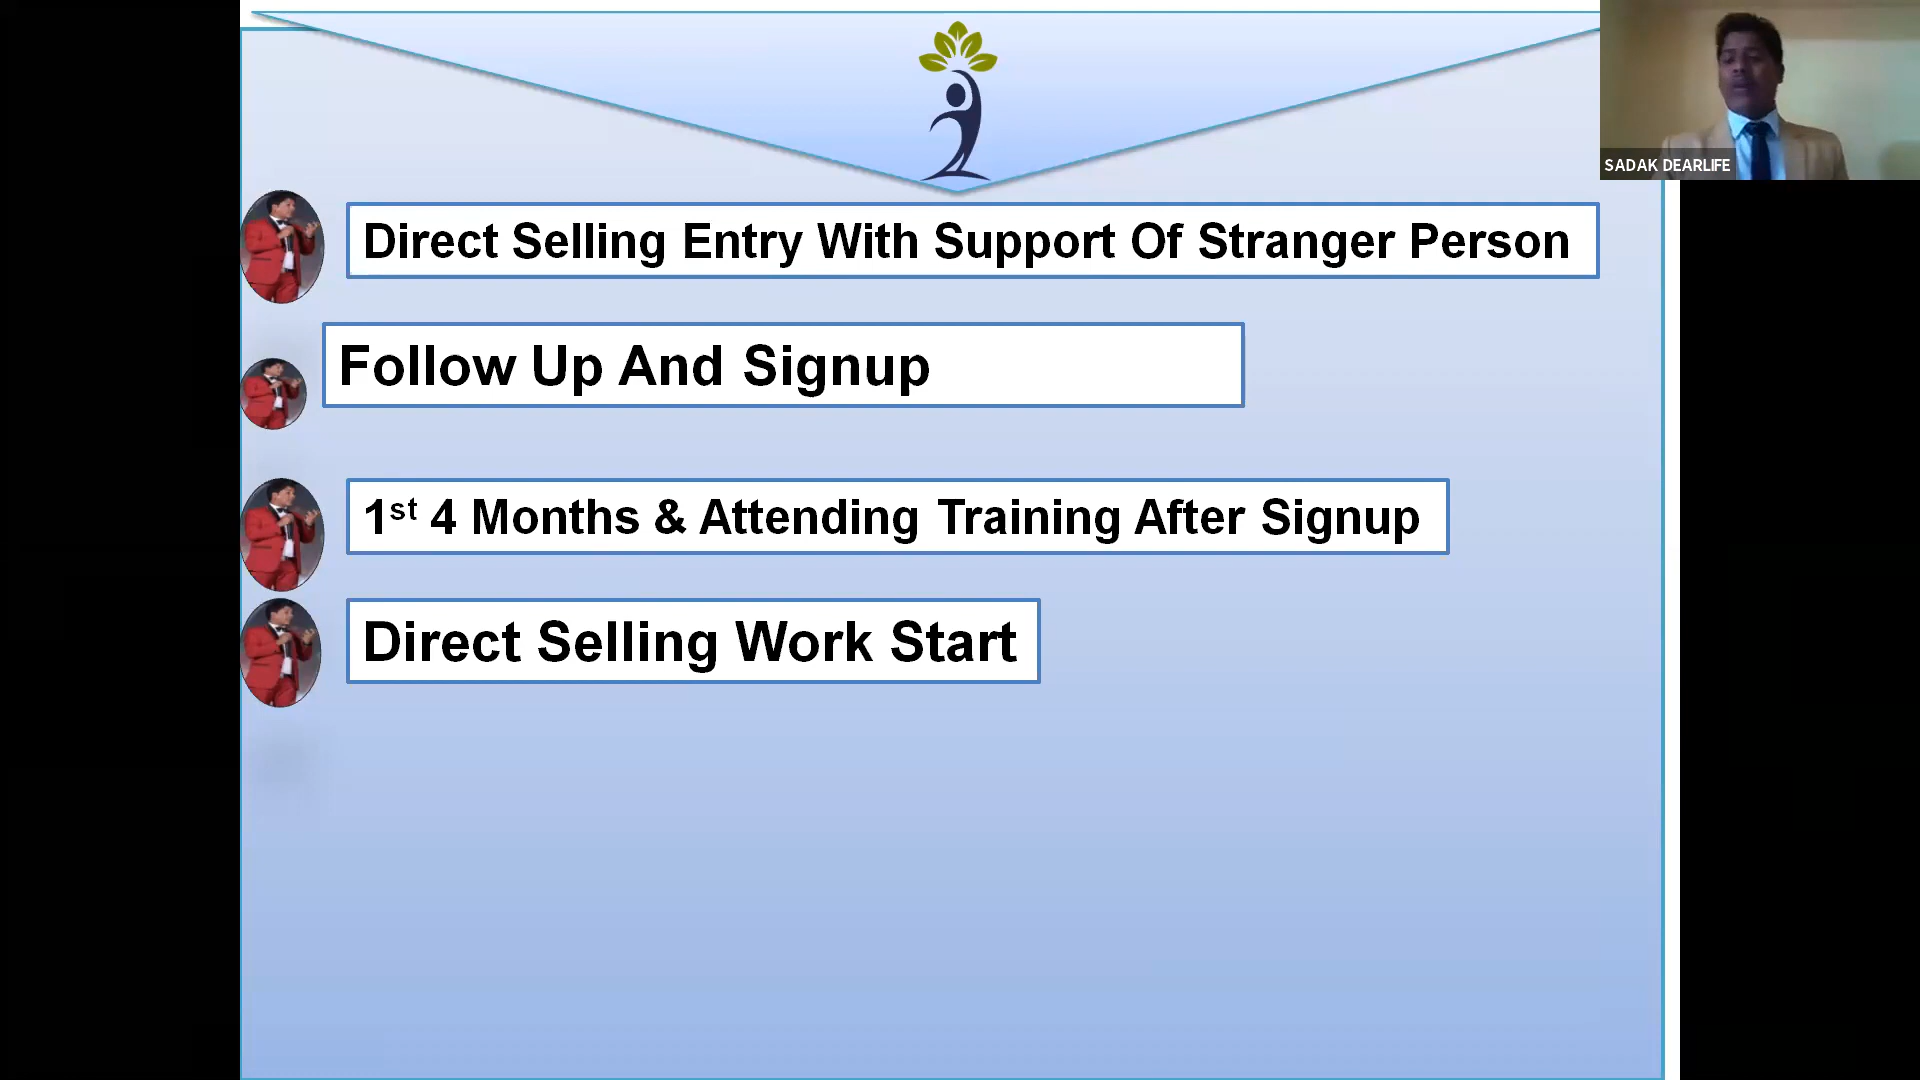 SADAK DEARLIFE
Direct Selling Entry With Support Of Stranger Person
Follow Up And Signup
1st 4 Months & Attending Training After Signup
Direct Selling Work Start